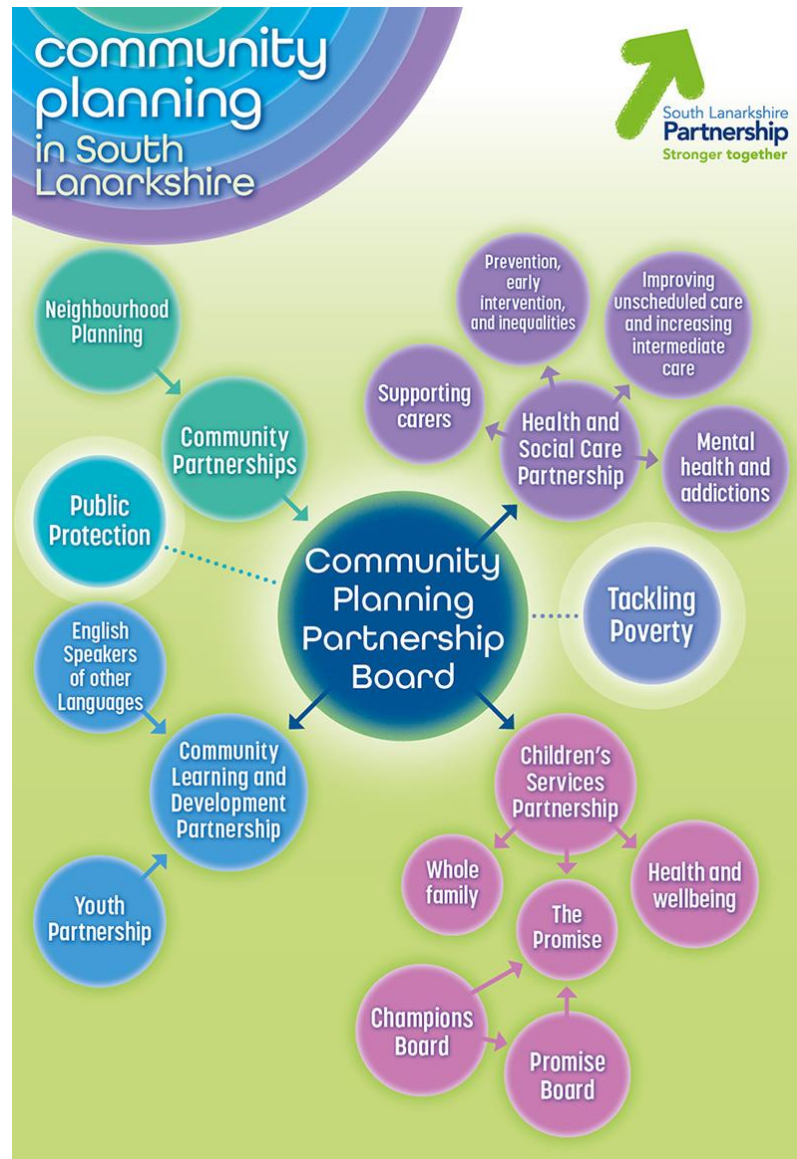 community
planning
in South
Lanarkshire
South Lanarkshire
Partnership
Stronger together
Neighbourhood
Planning
Community
Partnerships
Public
Protection
English
Speakers
of other
Languages
Community
Learning and
Development
Partnership
Youth
Partnership
Prevention,
early
intervention,
and inequalities
Improving
unscheduled care
and increasing
intermediate
care
Supporting
carers
Health and
Social Care
Partnership
Mental
health and
addictions
Community
Planning
Partnership
Board
Tackling
Poverty
Children's
Services
Partnership
Whole
family
The
Promise
Health and
wellbeing
Champions
Board
Promise
Board